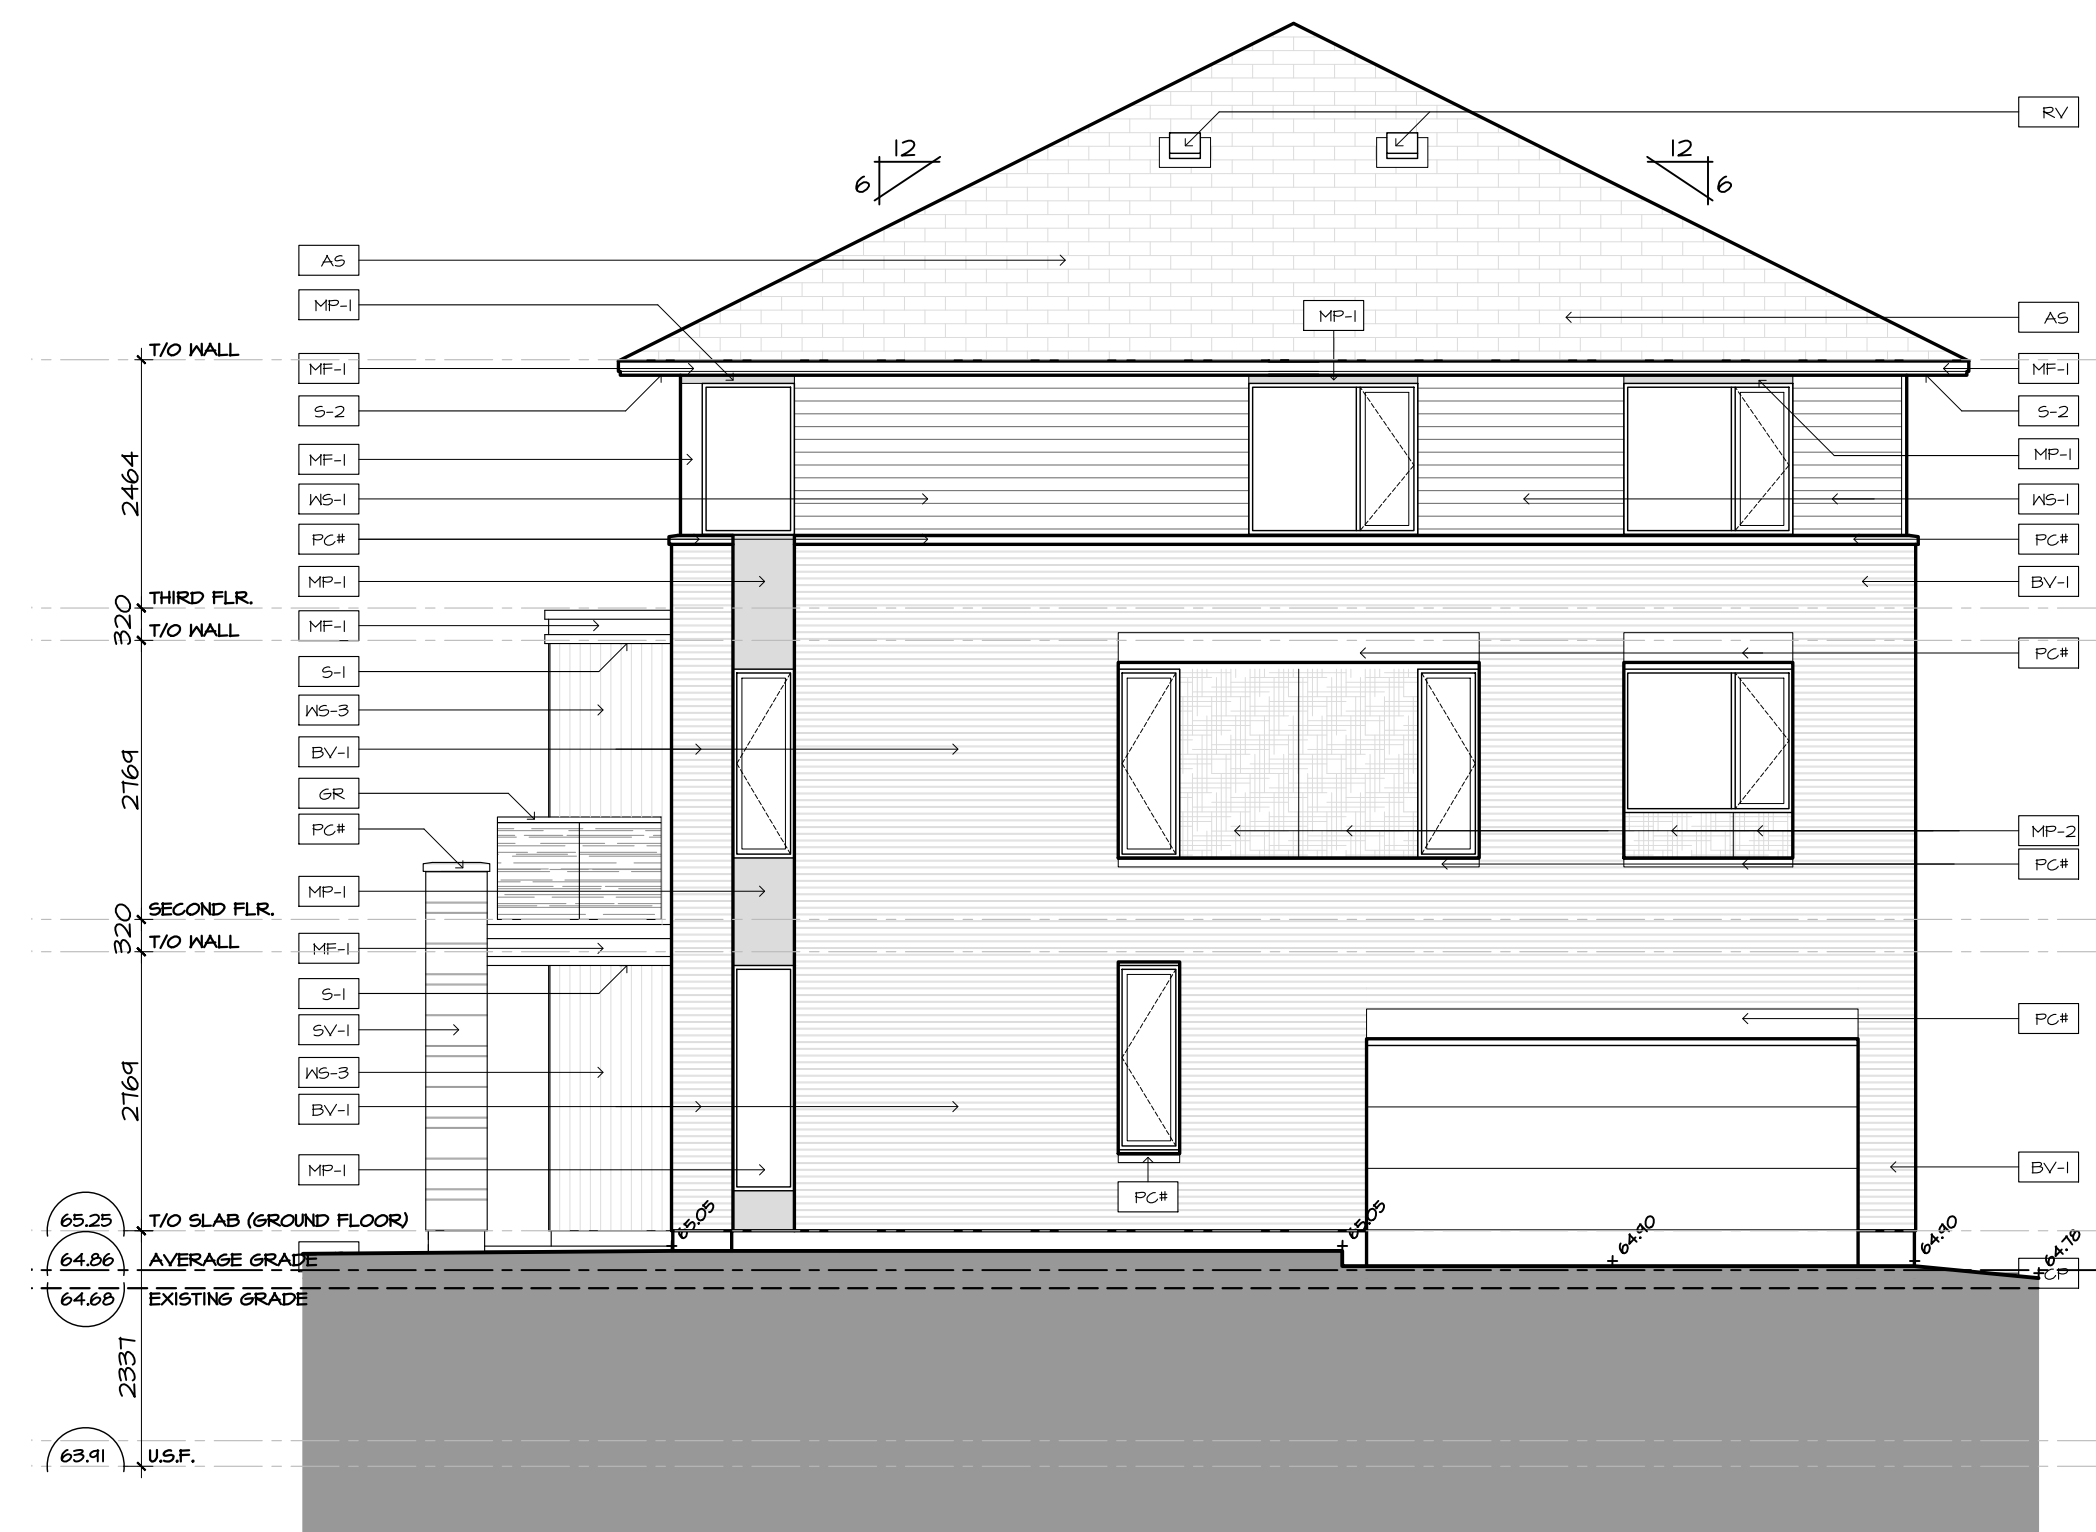 RV
12
6
12
6
AS
MP-1
MP-1
AS
T/O WALL
MF-1
MF-1
S-2
S-2
2464
MF-1
MP-1
WS-1
WS-1
PC#
PC#
MP-1
BV-1
THIRD FLR.
320
MF-1
T/O WALL
PC#
S-1
WS-3
BV-1
2769
GR
PC#
MP-2
PC#
MP-1
SECOND FLR.
320
T/O WALL
MF-1
S-1
PC#
SV-1
WS-3
2769
BV-1
MP-1
BV-1
PC#
65.25
T/O SLAB (GROUND FLOOR)
65.05
65.05
64.90
64.90
64.78
64.86
AVERAGE GRADE
CP
64.68
EXISTING GRADE
2337
63.91
U.S.F.